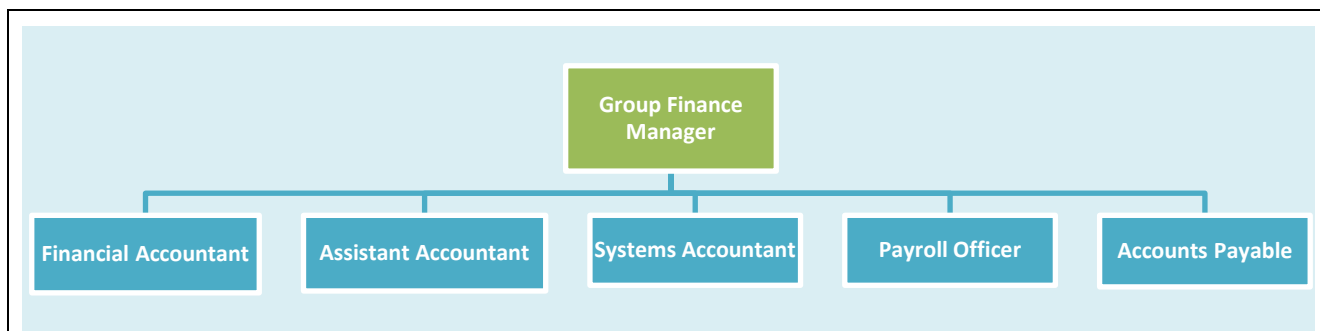 Group Finance
Manager
Financial Accountant
Assistant Accountant
Systems Accountant
Payroll Officer
Accounts Payable